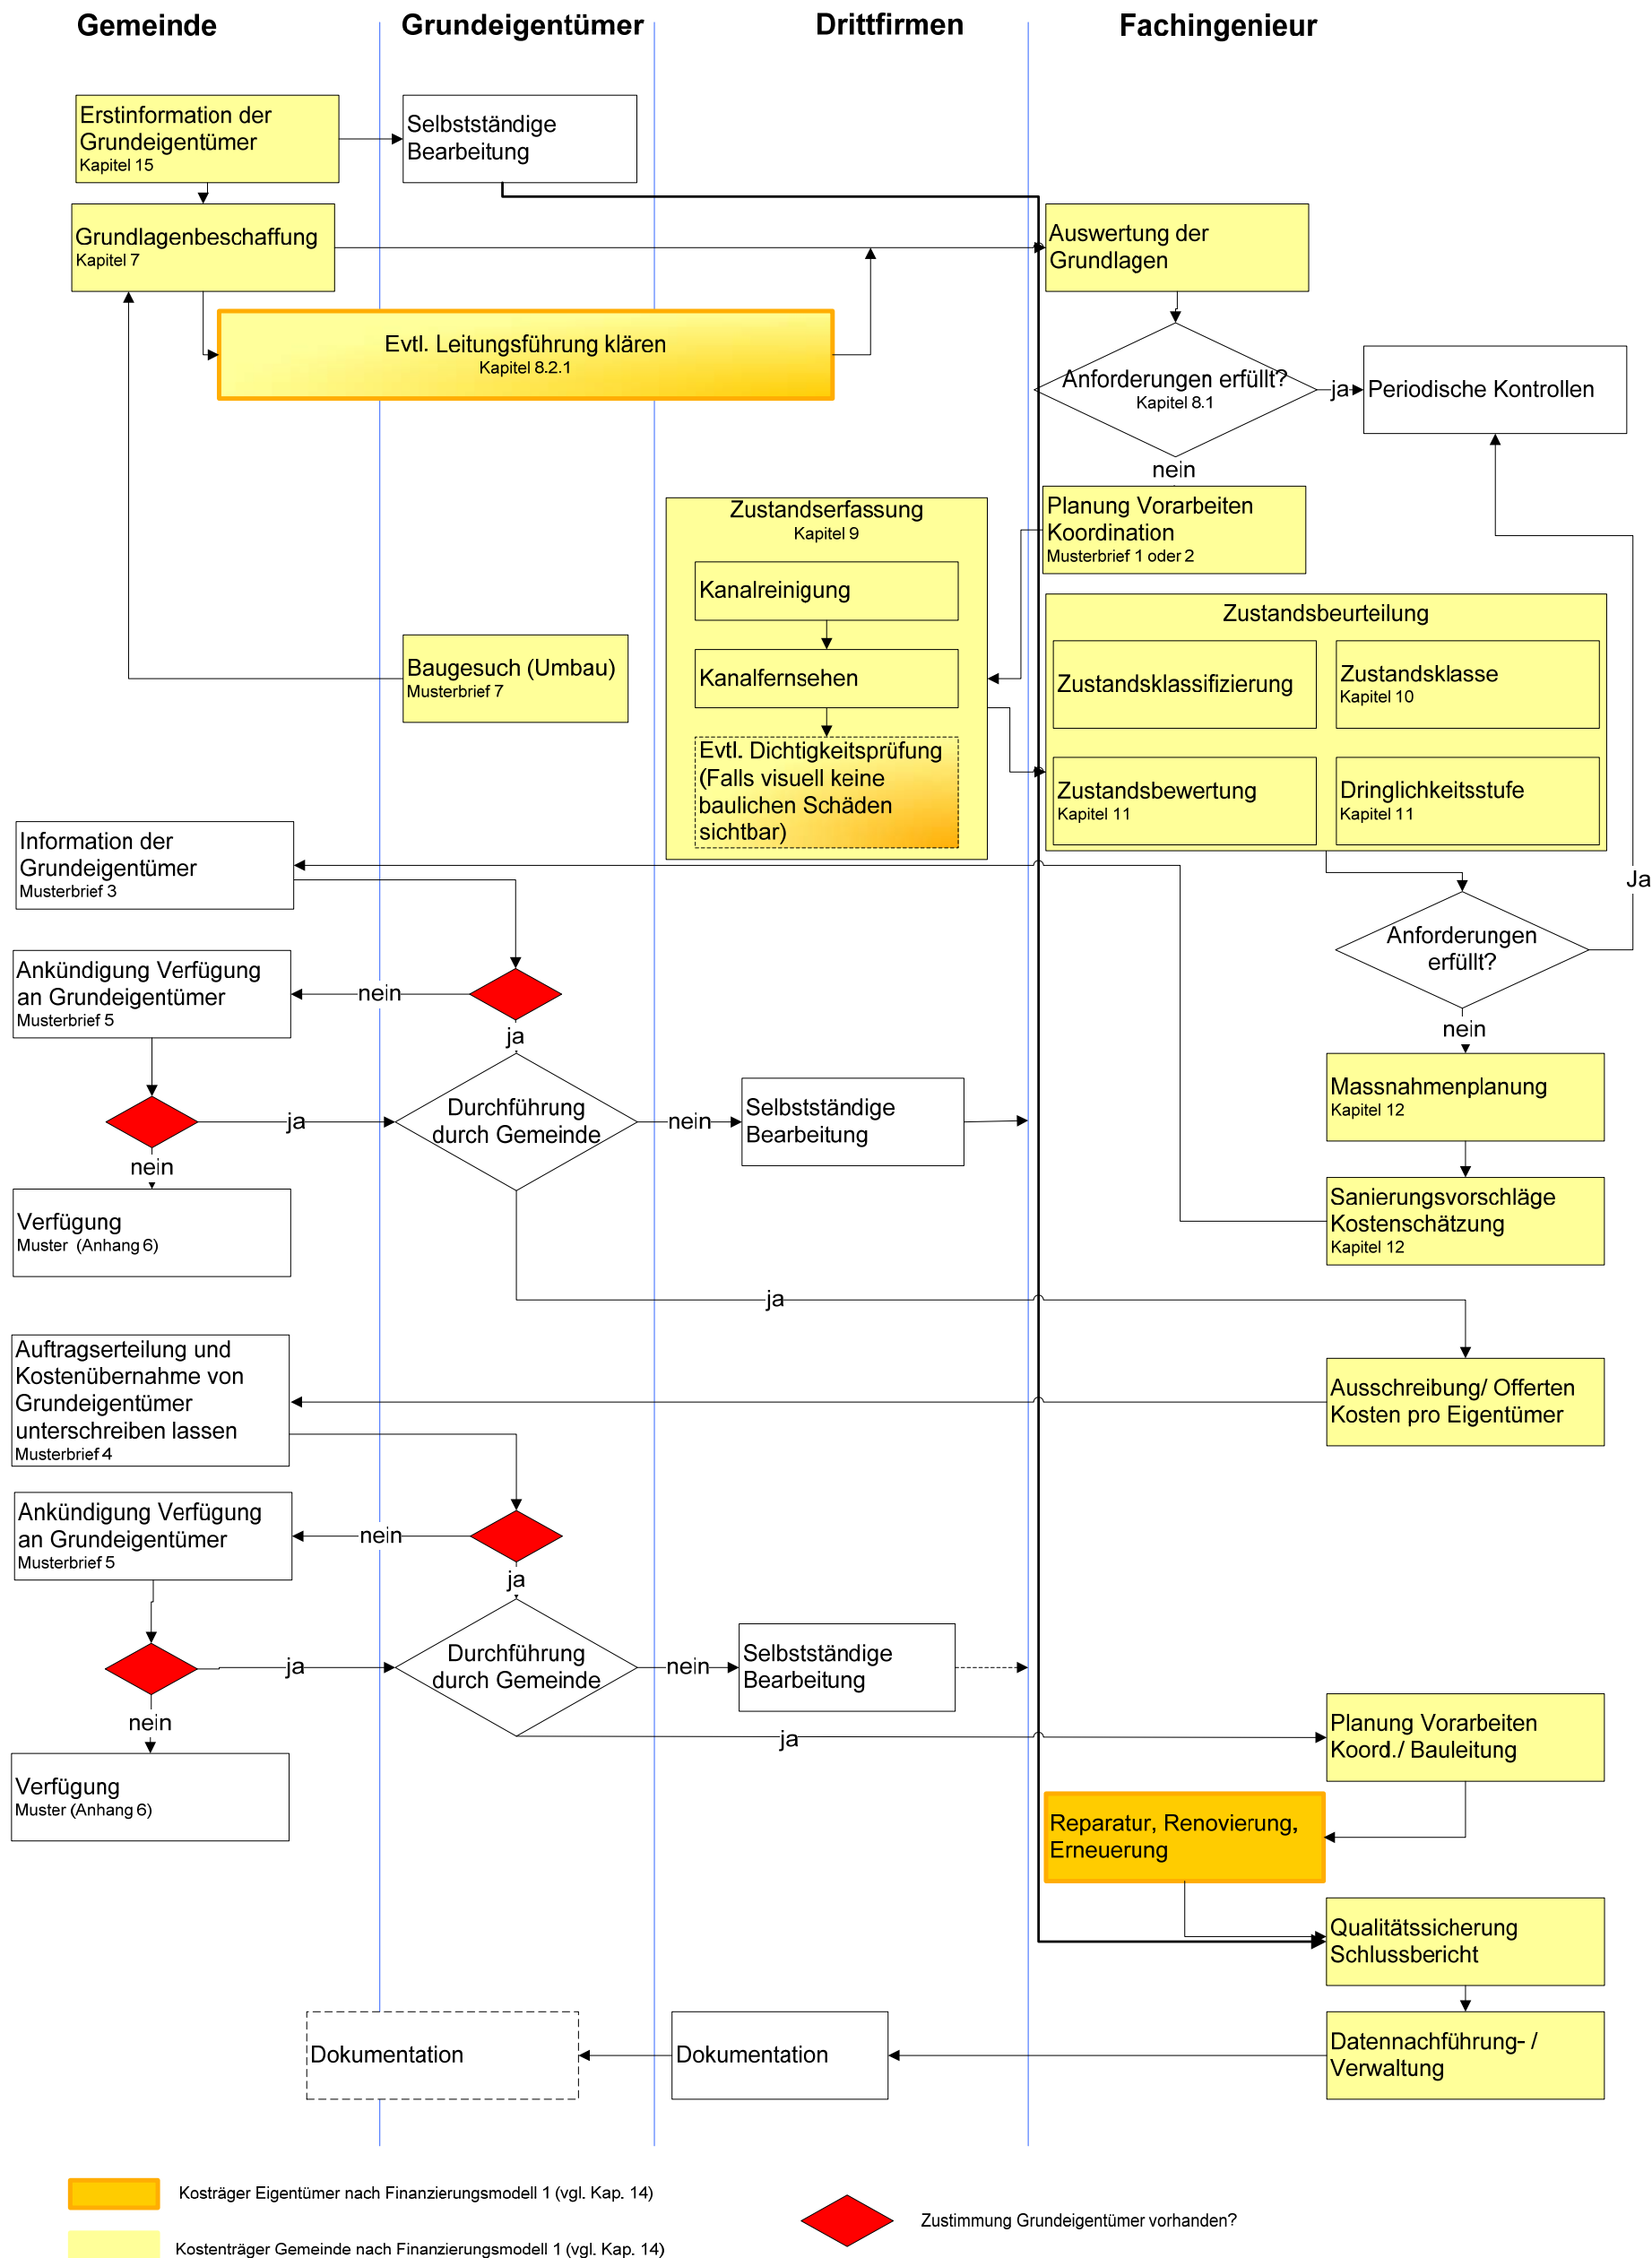 Gemeinde
Grundeigentümer
Drittfirmen
Fachingenieur
Erstinformation der
Grundeigentümer
Kapitel 15
Selbstständige
Bearbeitung
Grundlagenbeschaffung
Kapitel 7
Auswertung der
Grundlagen
Evtl. Leitungsführung klären
Kapitel 8.2.1
Anforderungen erfüllt?
Kapitel 8.1
ja
Periodische Kontrollen
nein
Planung Vorarbeiten
Koordination
Musterbrief 1 oder 2
Zustandserfassung
Kapitel 9
Kanalreinigung
Kanalfernsehen
Evtl. Dichtigkeitsprüfung
(Falls visuell keine
baulichen Schäden
sichtbar)
Baugesuch (Umbau)
Musterbrief 7
Zustandsbeurteilung
Zustandsklassifizierung
Zustandsklasse
Kapitel 10
Zustandsbewertung
Kapitel 11
Dringlichkeitsstufe
Kapitel 11
Information der
Grundeigentümer
Musterbrief 3
Ja
Anforderungen
erfüllt?
nein
Ankündigung Verfügung
an Grundeigentümer
Musterbrief 5
nein
ja
Massnahmenplanung
Kapitel 12
ja
Durchführung
durch Gemeinde
nein
Selbstständige
Bearbeitung
nein
Verfügung
Muster (Anhang 6)
Sanierungsvorschläge
Kostenschätzung
Kapitel 12
ja
Auftragserteilung und
Kostenübernahme von
Grundeigentümer
unterschreiben lassen
Musterbrief 4
Ausschreibung/ Offerten
Kosten pro Eigentümer
Ankündigung Verfügung
an Grundeigentümer
Musterbrief 5
nein
ja
ja
Durchführung
durch Gemeinde
nein
Selbstständige
Bearbeitung
nein
ja
Planung Vorarbeiten
Koord./ Bauleitung
Verfügung
Muster (Anhang 6)
Reparatur, Renovierung,
Erneuerung
Qualitätssicherung
Schlussbericht
Dokumentation
Dokumentation
Datennachführung- /
Verwaltung
Kosträger Eigentümer nach Finanzierungsmodell 1 (vgl. Kap. 14)
Zustimmung Grundeigentümer vorhanden?
Kostenträger Gemeinde nach Finanzierungsmodell 1 (vgl. Kap. 14)